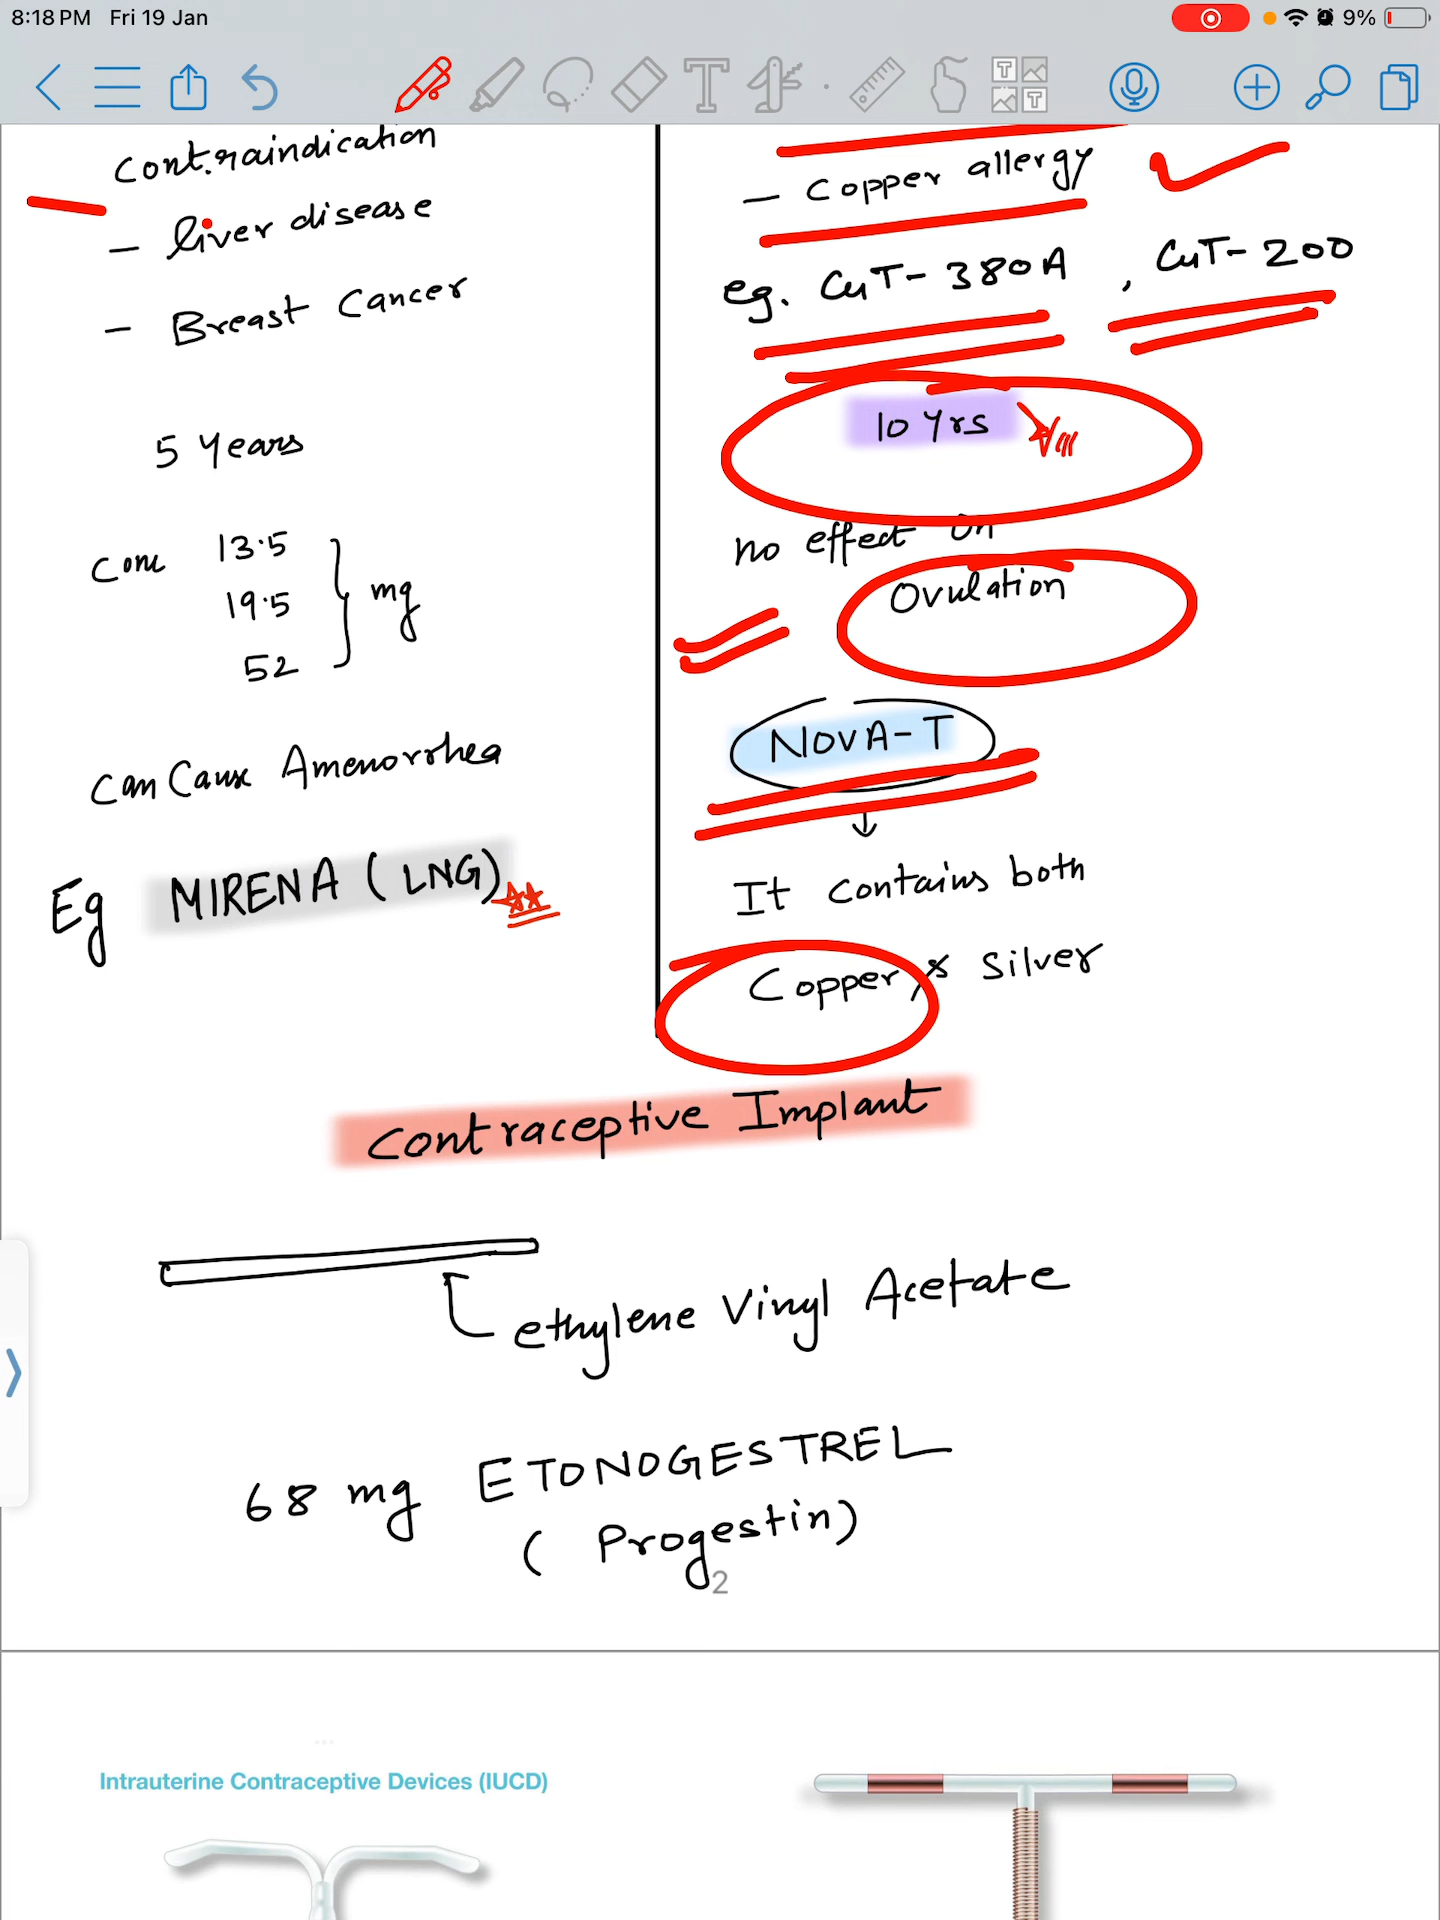 8:18 PM Fri 19 Jan
9%
Contraindication
- liver disease
- Breast Cancer
5 Years
Conc 13.5
19.5
52
mg
Can Cause Amenorrhea
Eg MIRENA (LNG)
- Copper allergy
eg. CuT-380A, CuT-200
10 Yrs
no effect on
Ovulation
NOVA-T
↓
It contains both
Copper & Silver
Contraceptive Implant
ethylene Vinyl Acetate
68 mg ETONOGESTREL
(Progestin)
2
Intrauterine Contraceptive Devices (IUCD)